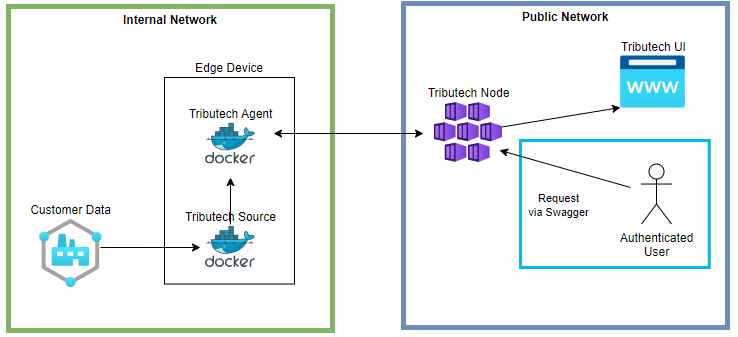 Internal Network
Public Network
Edge Device
Tributech Agent
docker
Tributech Source
docker
Customer Data
Tributech Node
Tributech UI
WWW
Request
via Swagger
Authenticated
User